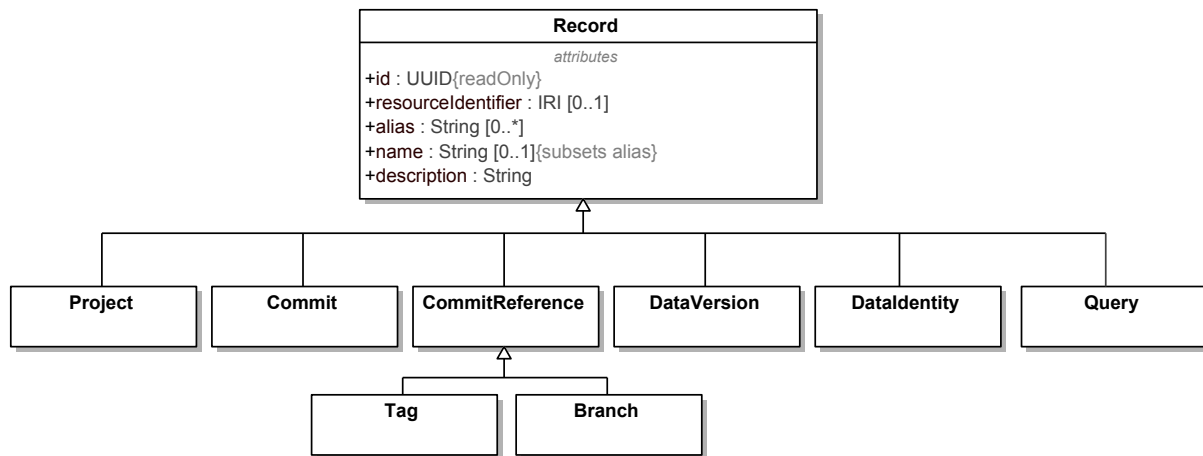 Record
attributes
+id : UUID{readOnly}
+resourceIdentifier : IRI [0..1]
+alias : String [0..*]
+name : String [0..1]{subsets alias}
+description : String
Project
Commit
CommitReference
DataVersion
DataIdentity
Query
Tag
Branch